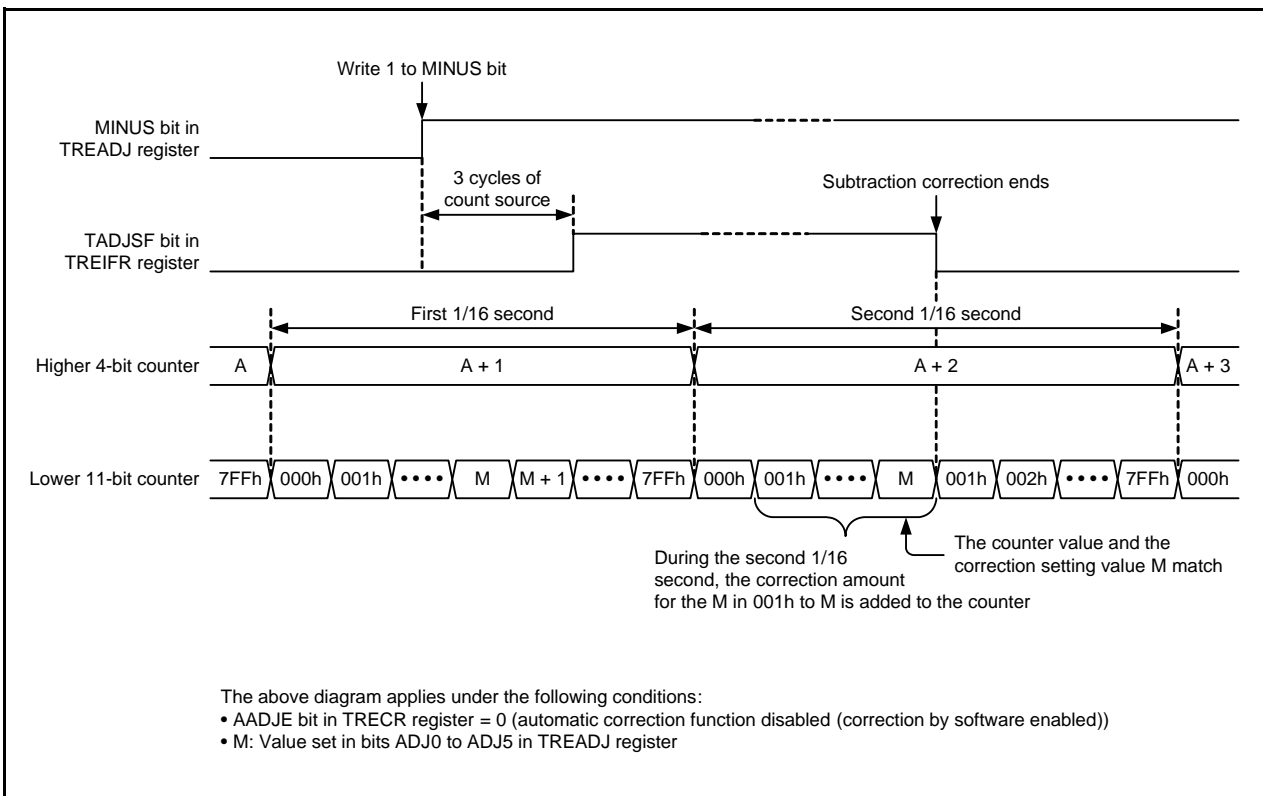 Write 1 to MINUS bit
MINUS bit in
TREADJ register
3 cycles of
count source
Subtraction correction ends
TADJSF bit in
TREIFR register
First 1/16 second
Second 1/16 second
Higher 4-bit counter
A
A + 1
A + 2
A + 3
Lower 11-bit counter
7FFh 000h 001h •••• M M + 1 •••• 7FFh 000h 001h •••• M 001h 002h •••• 7FFh 000h
During the second 1/16
second, the correction amount
for the M in 001h to M is added to the counter
The counter value and the
correction setting value M match
The above diagram applies under the following conditions:
• AADJE bit in TRECR register = 0 (automatic correction function disabled (correction by software enabled))
• M: Value set in bits ADJ0 to ADJ5 in TREADJ register